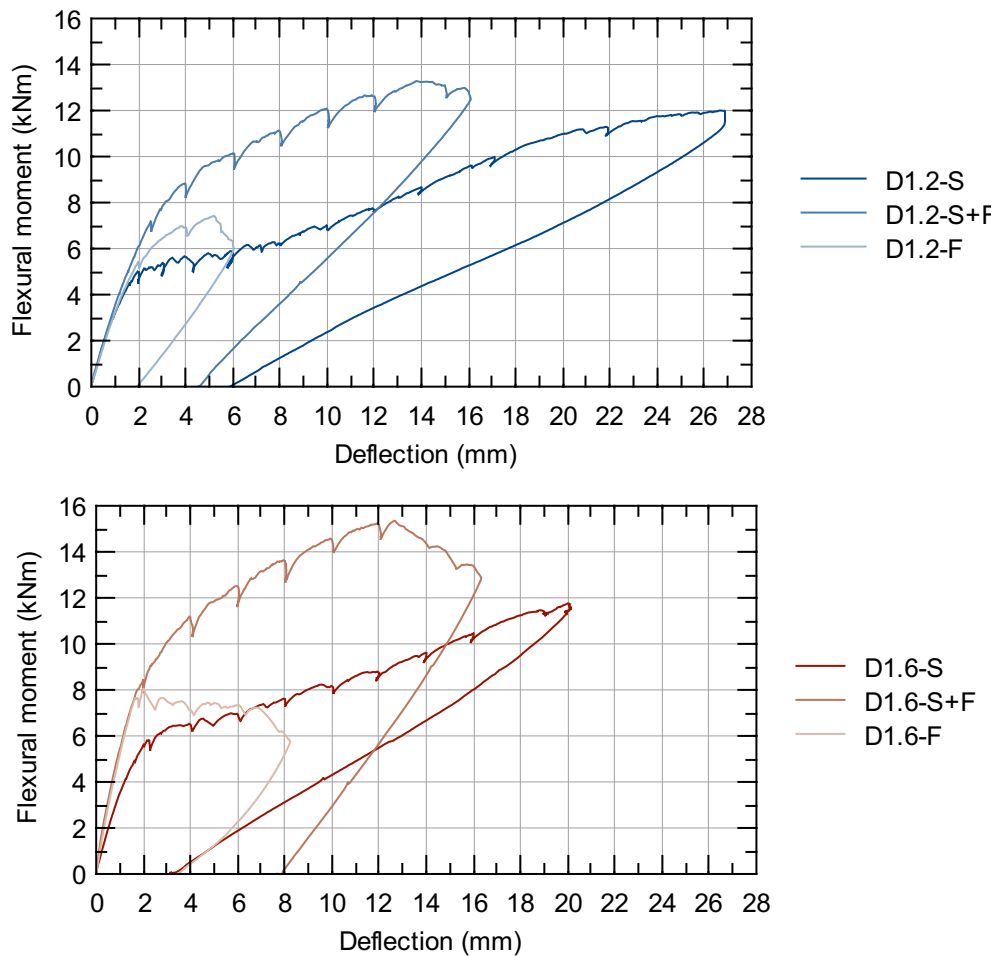 16
14
12
10
8
6
4
2
0
Flexural moment (kNm)
0 2 4 6 8 10 12 14 16 18 20 22 24 26 28
Deflection (mm)
D1.2-S
D1.2-S+F
D1.2-F
16
14
12
10
8
6
4
2
0
Flexural moment (kNm)
0 2 4 6 8 10 12 14 16 18 20 22 24 26 28
Deflection (mm)
D1.6-S
D1.6-S+F
D1.6-F